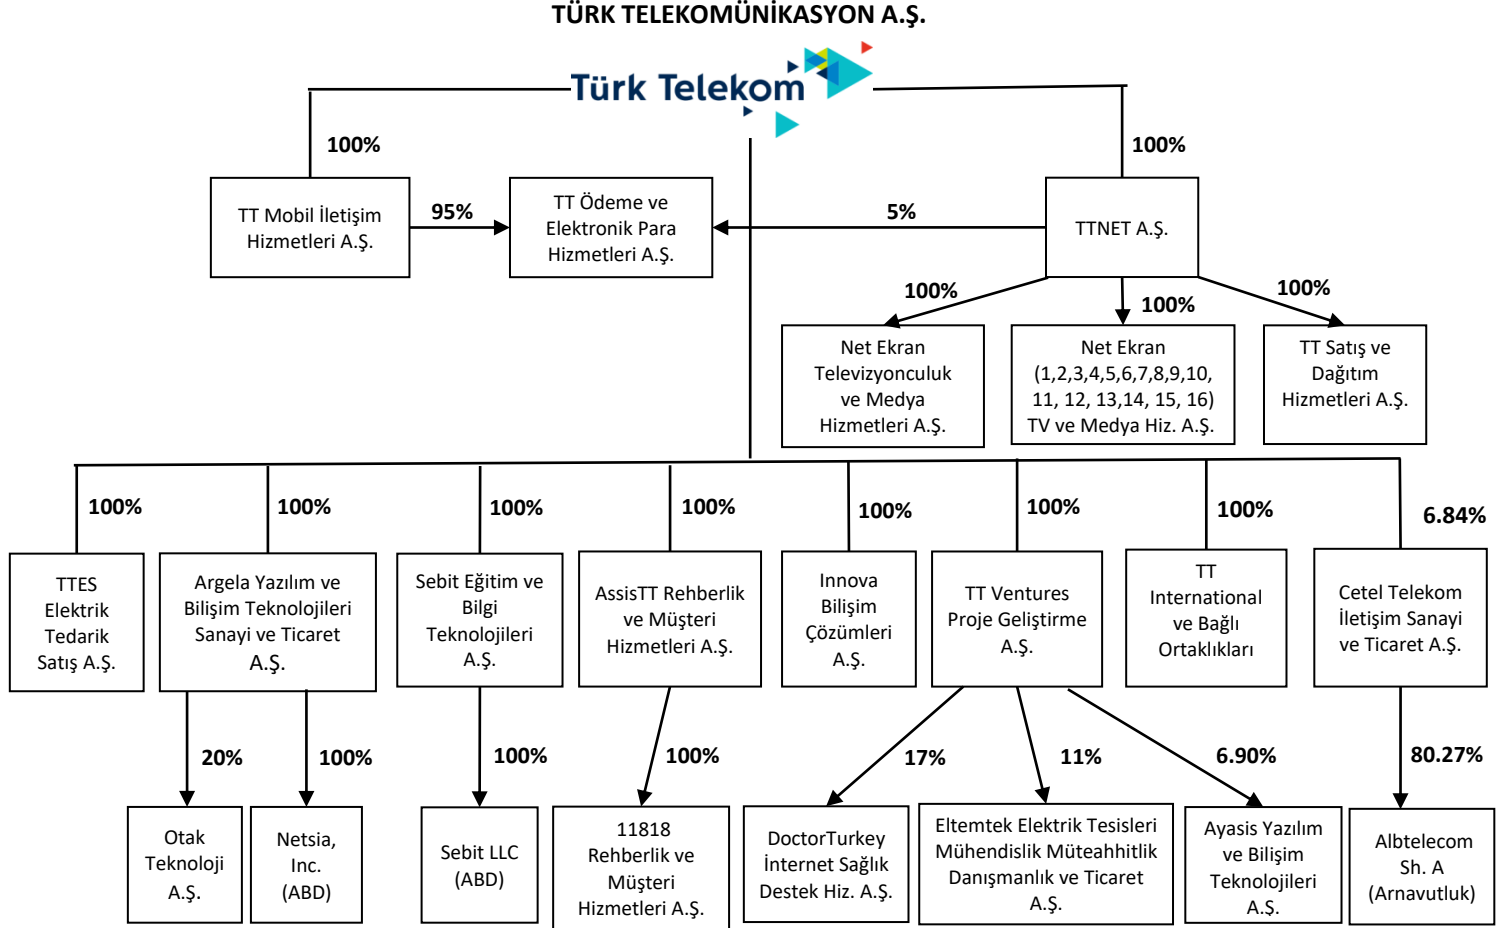 TÜRK TELEKOMÜNİKASYON A.Ş.
Türk Telekom
100%
100%
TT Mobil İletişim
Hizmetleri A.Ş.
95%
TT Ödeme ve
Elektronik Para
Hizmetleri A.Ş.
5%
TTNET A.Ş.
100%
100%
100%
Net Ekran
Televizyonculuk
ve Medya
Hizmetleri A.Ş.
Net Ekran
(1,2,3,4,5,6,7,8,9,10,
11, 12, 13,14, 15, 16)
TV ve Medya Hiz. A.Ş.
TT Satış ve
Dağıtım
Hizmetleri A.Ş.
100%
100%
100%
100%
100%
100%
100%
6.84%
TTES
Elektrik
Tedarik
Satış A.Ş.
Argela Yazılım ve
Bilişim Teknolojileri
Sanayi ve Ticaret
A.Ş.
Sebit Eğitim ve
Bilgi
Teknolojileri
A.Ş.
AssisTT Rehberlik
ve Müşteri
Hizmetleri A.Ş.
Innova
Bilişim
Çözümleri
A.Ş.
TT Ventures
Proje Geliştirme
A.Ş.
TT
International
ve Bağlı
Ortaklıkları
Cetel Telekom
İletişim Sanayi
ve Ticaret A.Ş.
20%
100%
100%
100%
17%
11%
6.90%
80.27%
Otak
Teknoloji
A.Ş.
Netsia,
Inc.
(ABD)
Sebit LLC
(ABD)
11818
Rehberlik ve
Müşteri
Hizmetleri A.Ş.
DoctorTurkey
İnternet Sağlık
Destek Hiz. A.Ş.
Eltemtek Elektrik Tesisleri
Mühendislik Müteahhitlik
Danışmanlık ve Ticaret
A.Ş.
Ayasis Yazılım
ve Bilişim
Teknolojileri
A.Ş.
Albtelecom
Sh. A
(Arnavutluk)